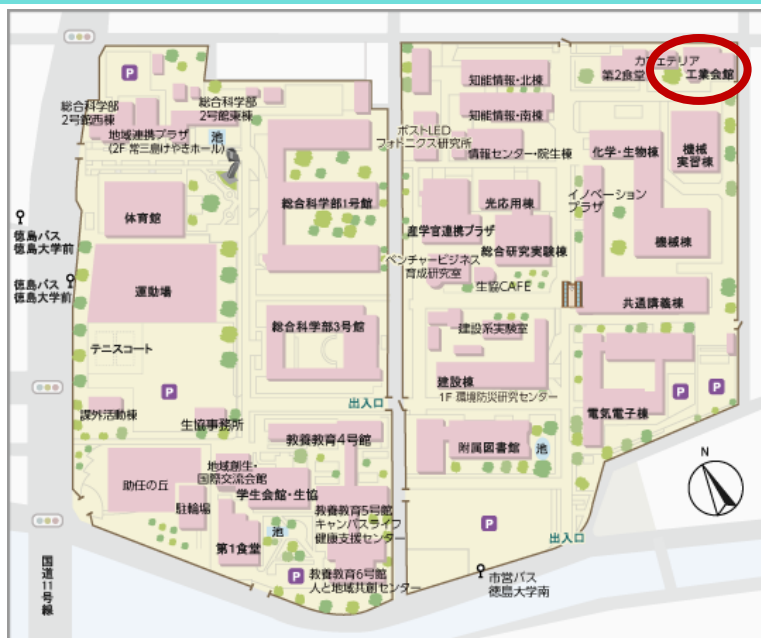 P
カフェテリア
第2食堂
工業会館
知能情報・北棟
総合科学部
2号館西棟
総合科学部
2号館東棟
知能情報・南棟
地域連携プラザ
(2F 常三島けやきホール)
池
ポストLED
フォトニクス研究所
情報センター・院生棟
化学・生物棟
機械
実習棟
体育館
総合科学部1号館
光応用棟
イノベーション
プラザ
産学官連携プラザ
総合研究実験棟
機械棟
徳島バス
徳島大学前
ベンチャービジネス
育成研究室
徳島バス
徳島大学前
運動場
生協CAFE
共通講義棟
総合科学部3号館
建設系実験室
テニスコート
建設棟
P
P
P
1F 環境防災研究センター
出入口
課外活動棟
生協事務所
電気電子棟
教養教育4号館
附属図書館
池
地域創生・
国際交流会館
助任の丘
学生会館・生協
駐輪場
教養教育5号館
キャンパスライフ
健康支援センター
N
P
池
第1食堂
出入口
国道11号線
P
教養教育6号館
人と地域共創センター
市営バス
徳島大学南